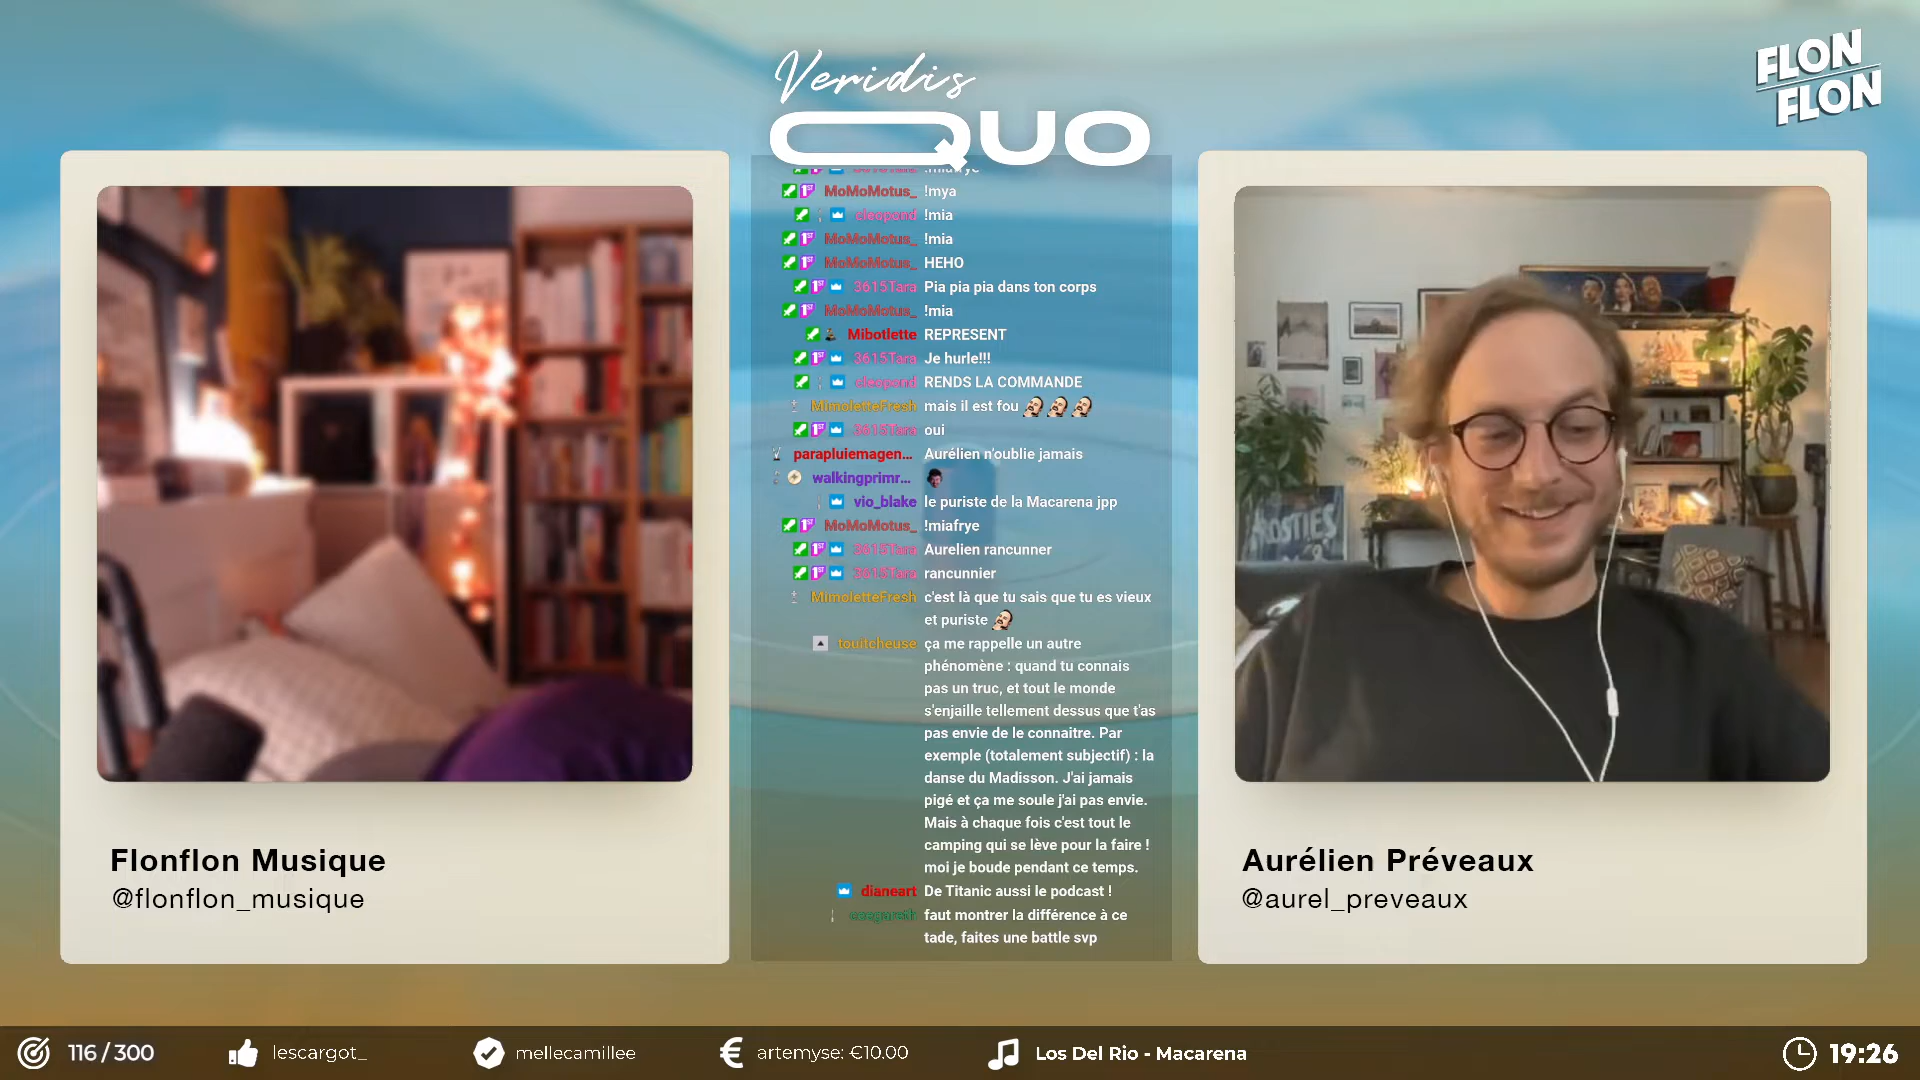 Veridis
QUO
FLON
FLON
MoMoMotus_ !mya
cleopond !mia
MoMoMotus_ !mia
MoMoMotus_ HEHO
3615Tara Pia pia pia dans ton corps
MoMoMotus_ !mia
Mibotlette REPRESENT
3615Tara Je hurle!!!
cleopond RENDS LA COMMANDE
MimoletteFresh mais il est fou
3615Tara oui
parapluiemagen... Aurélien n'oublie jamais
walkingprimr...
vio_blake le puriste de la Macarena jpp
MoMoMotus_ !miafrye
3615Tara Aurelien rancunner
3615Tara rancunnier
MimoletteFresh c'est là que tu sais que tu es vieux
et puriste
touitcheuse ça me rappelle un autre
phénomène : quand tu connais
pas un truc, et tout le monde
s'enjaille tellement dessus que t'as
pas envie de le connaitre. Par
exemple (totalement subjectif) : la
danse du Madisson. J'ai jamais
pigé et ça me soule j'ai pas envie.
Mais à chaque fois c'est tout le
camping qui se lève pour la faire !
moi je boude pendant ce temps.
dianeart De Titanic aussi le podcast !
faut montrer la différence à ce
tade, faites une battle svp
Flonflon Musique
@flonflon_musique
Aurélien Préveaux
@aurel_preveaux
116 / 300
lescargot_
mellecamillee
€ artemyse: €10.00
Los Del Rio - Macarena
19:26